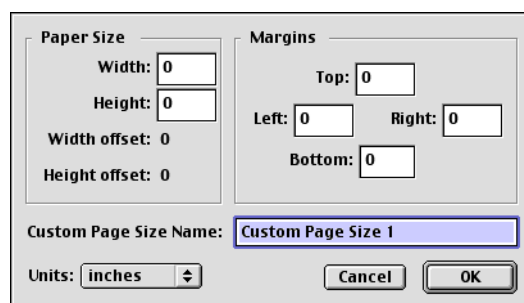 Paper Size
Width: 0
Height: 0
Width offset: 0
Height offset: 0
Margins
Top: 0
Left: 0 Right: 0
Bottom: 0
Custom Page Size Name: Custom Page Size 1
Units: inches Cancel OK